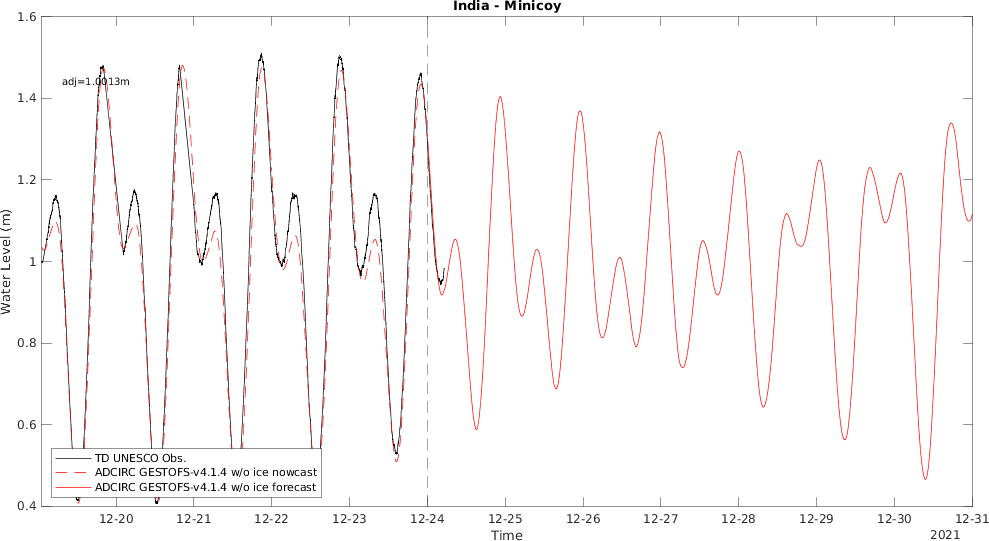 India - Minicoy
1.6
1.4
1.2
1
0.8
0.6
0.4
Water Level (m)
adj=1.0013m
TD UNESCO Obs.
ADCIRC GESTOFS-v4.1.4 w/o ice nowcast
ADCIRC GESTOFS-v4.1.4 w/o ice forecast
12-20 12-21 12-22 12-23 12-24 12-25 12-26 12-27 12-28 12-29 12-30 12-31
Time
2021